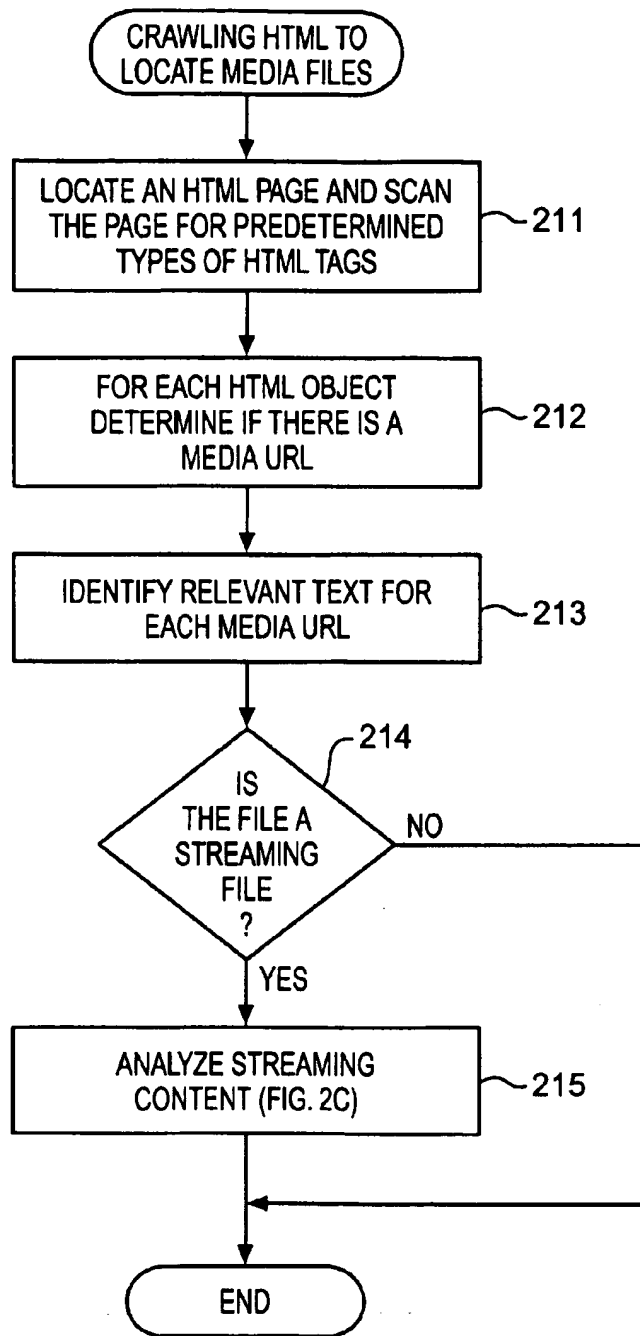 CRAWLING HTML TO
LOCATE MEDIA FILES
LOCATE AN HTML PAGE AND SCAN
THE PAGE FOR PREDETERMINED
TYPES OF HTML TAGS
211
FOR EACH HTML OBJECT
DETERMINE IF THERE IS A
MEDIA URL
212
IDENTIFY RELEVANT TEXT FOR
EACH MEDIA URL
213
214
IS
THE FILE A
STREAMING
FILE
?
NO
YES
ANALYZE STREAMING
CONTENT (FIG. 2C)
215
END